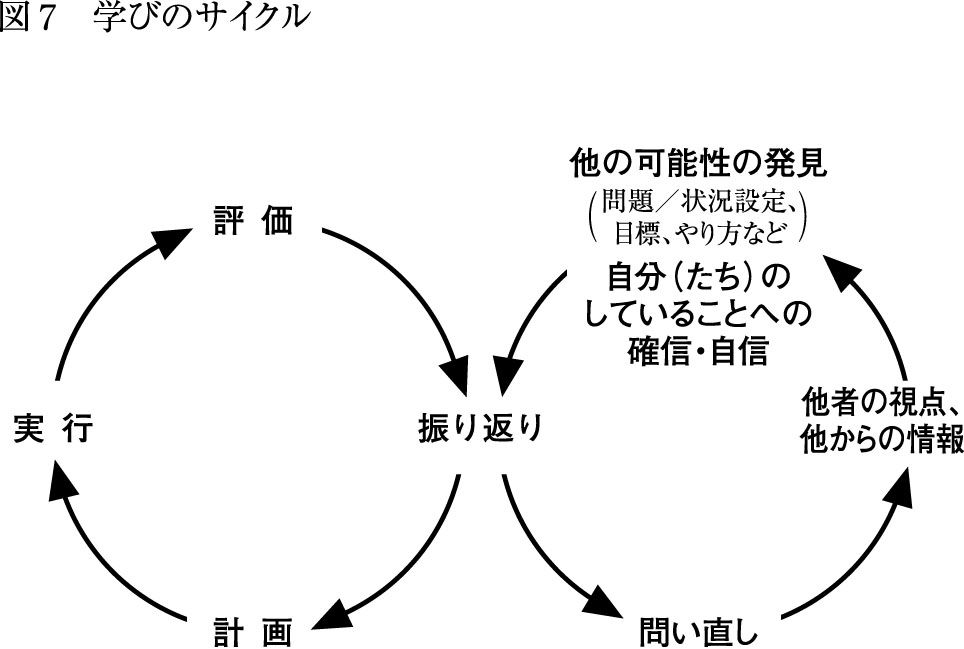 図7　学びのサイクル
評 価
実 行
計 画
振り返り
他の可能性の発見
(問題／状況設定、
目標、やり方など)
自分(たち)の
していることへの
確信・自信
他者の視点、
他からの情報
問い直し